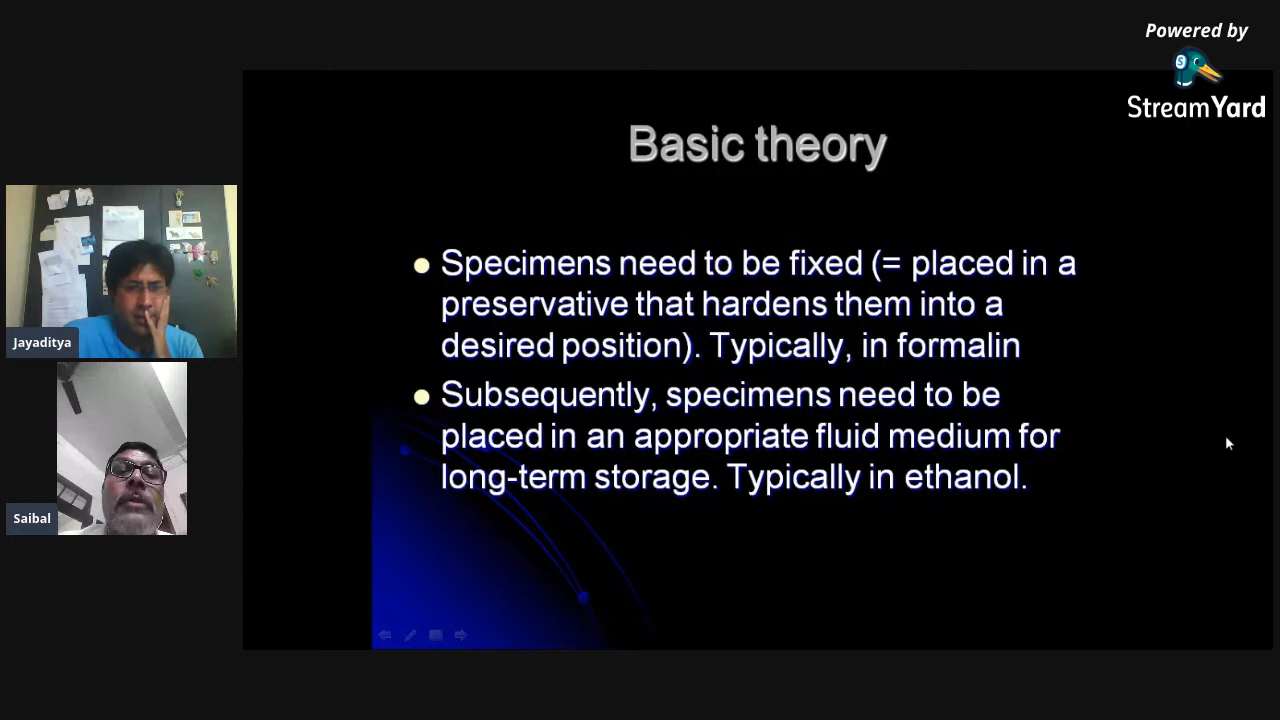 Powered by
StreamYard
Basic theory
Specimens need to be fixed (= placed in a
preservative that hardens them into a
desired position). Typically, in formalin
Subsequently, specimens need to be
placed in an appropriate fluid medium for
long-term storage. Typically in ethanol.
Jayaditya
Saibal